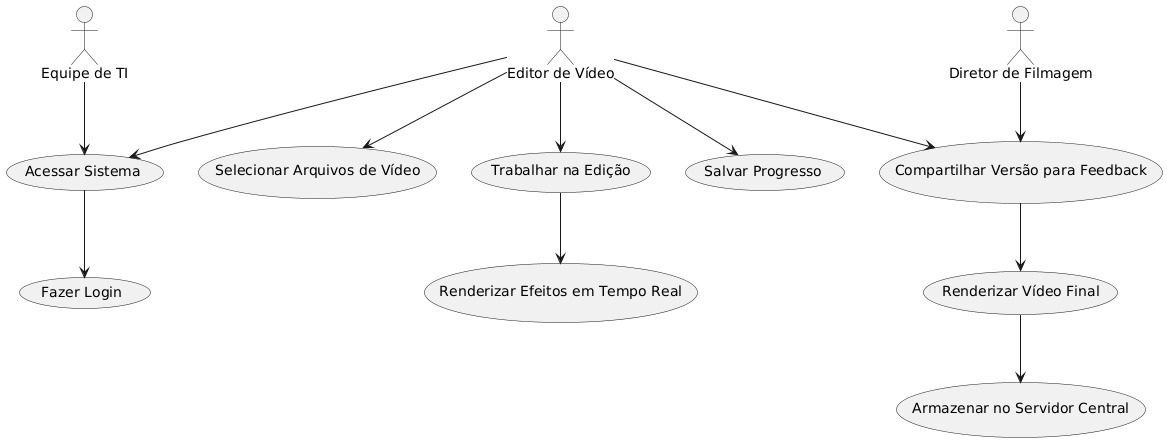 Equipe de TI
Editor de Vídeo
Diretor de Filmagem
Acessar Sistema
Selecionar Arquivos de Vídeo
Trabalhar na Edição
Salvar Progresso
Compartilhar Versão para Feedback
Fazer Login
Renderizar Efeitos em Tempo Real
Renderizar Vídeo Final
Armazenar no Servidor Central